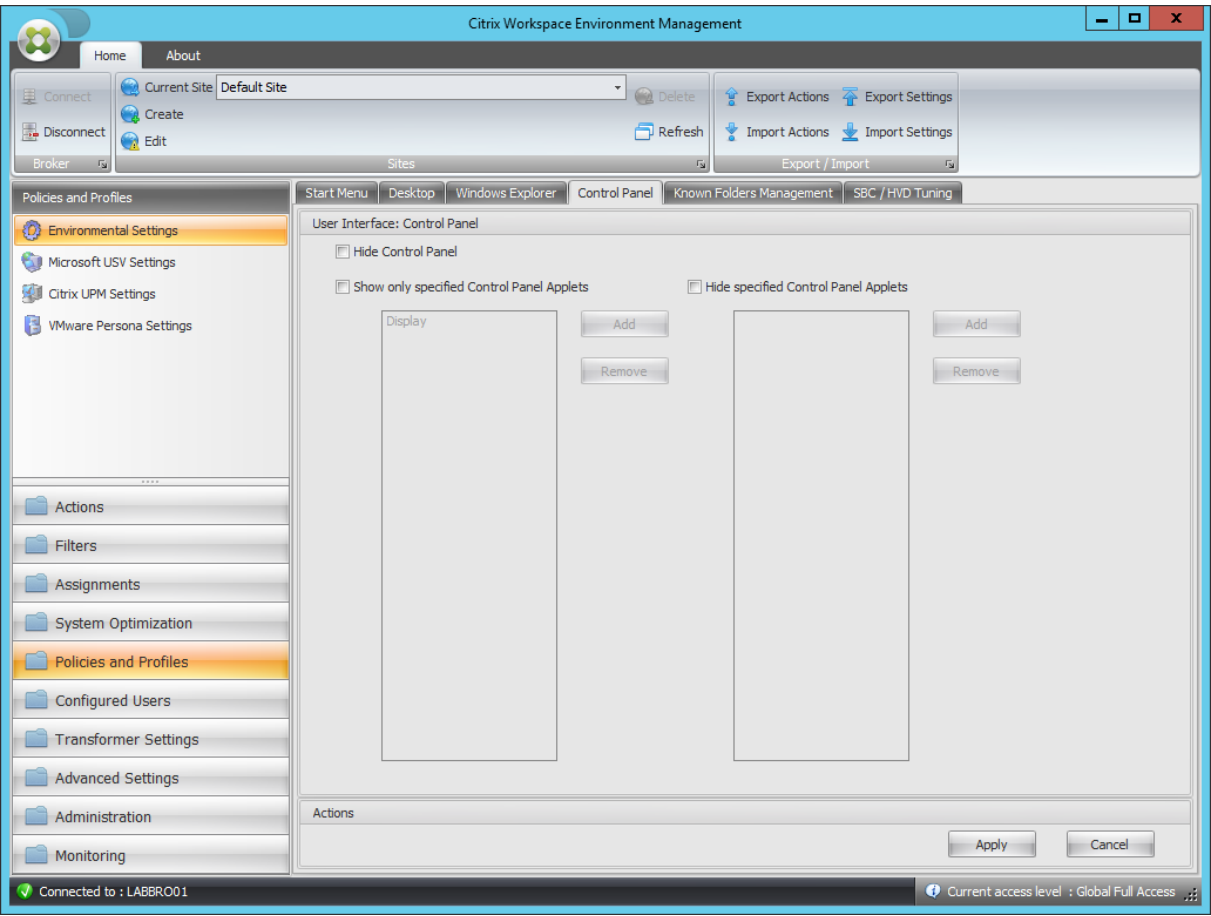 Citrix Workspace Environment Management
Home About
Connect
Disconnect
Broker
Current Site Default Site
Create
Edit
Delete
Refresh
Sites
Export Actions Export Settings
Import Actions Import Settings
Export / Import
Policies and Profiles
Environmental Settings
Microsoft USV Settings
Citrix UPM Settings
VMware Persona Settings
Actions
Filters
Assignments
System Optimization
Policies and Profiles
Configured Users
Transformer Settings
Advanced Settings
Administration
Monitoring
Start Menu Desktop Windows Explorer Control Panel Known Folders Management SBC / HVD Tuning
User Interface: Control Panel
Hide Control Panel
Show only specified Control Panel Applets Hide specified Control Panel Applets
Display Add Add
Remove Remove
Actions
Apply Cancel
Connected to : LABBRO01 Current access level : Global Full Access